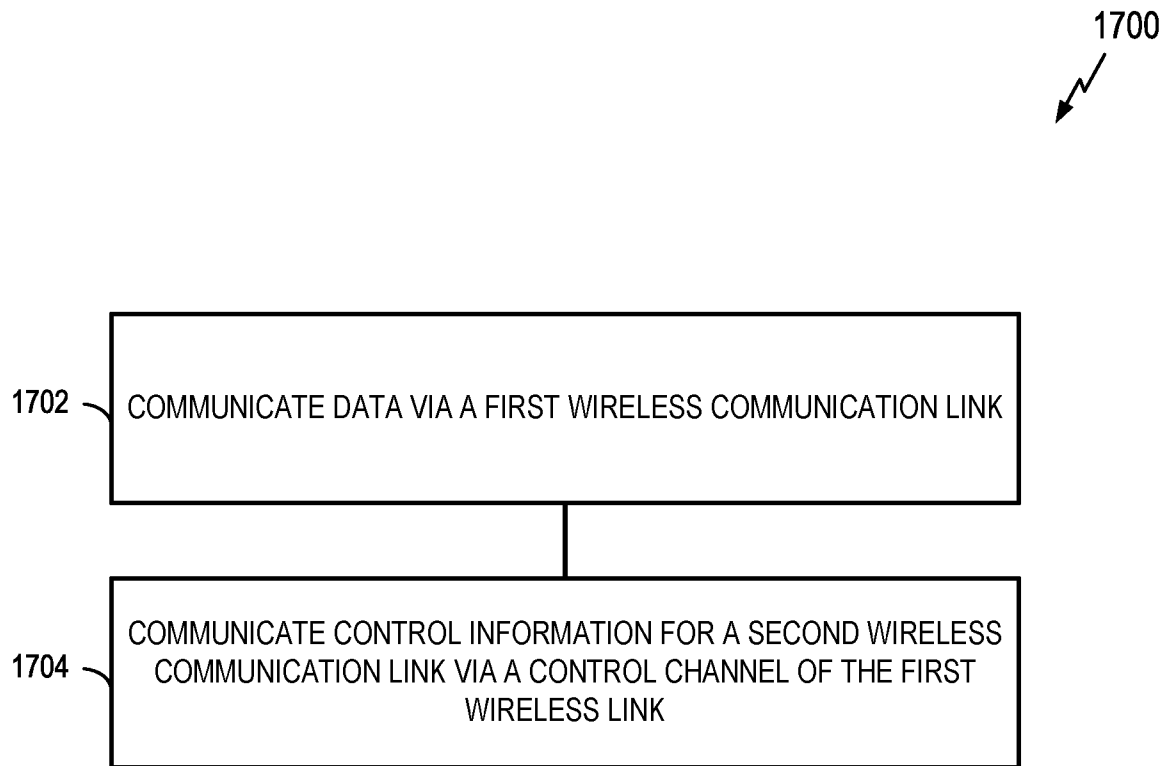 1700
1702
COMMUNICATE DATA VIA A FIRST WIRELESS COMMUNICATION LINK
1704
COMMUNICATE CONTROL INFORMATION FOR A SECOND WIRELESS
COMMUNICATION LINK VIA A CONTROL CHANNEL OF THE FIRST
WIRELESS LINK